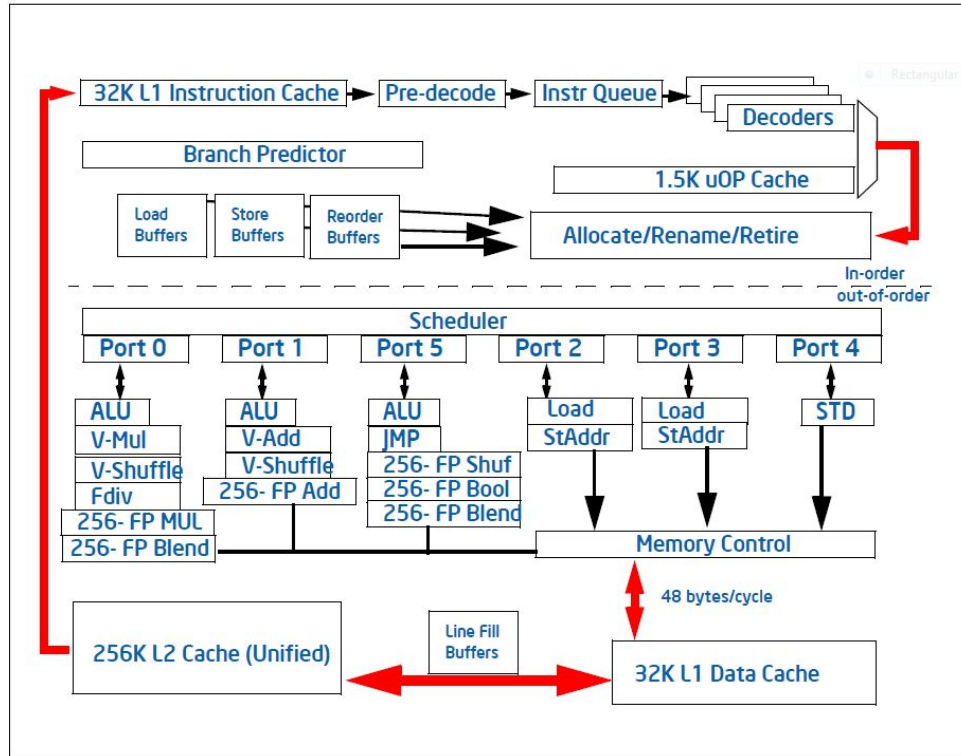 32K L1 Instruction Cache
Pre-decode
Instr Queue
Decoders
Rectangular
Branch Predictor
1.5K uOP Cache
Load
Buffers
Store
Buffers
Reorder
Buffers
Allocate/Rename/Retire
In-order
out-of-order
Scheduler
Port 0
Port 1
Port 5
Port 2
Port 3
Port 4
ALU
V-Mul
V-Shuffle
Fdiv
256- FP MUL
256- FP Blend
ALU
V-Add
V-Shuffle
256- FP Add
ALU
JMP
256- FP Shuf
256- FP Bool
256- FP Blend
Load
StAddr
Load
StAddr
STD
Memory Control
48 bytes/cycle
256K L2 Cache (Unified)
Line Fill
Buffers
32K L1 Data Cache